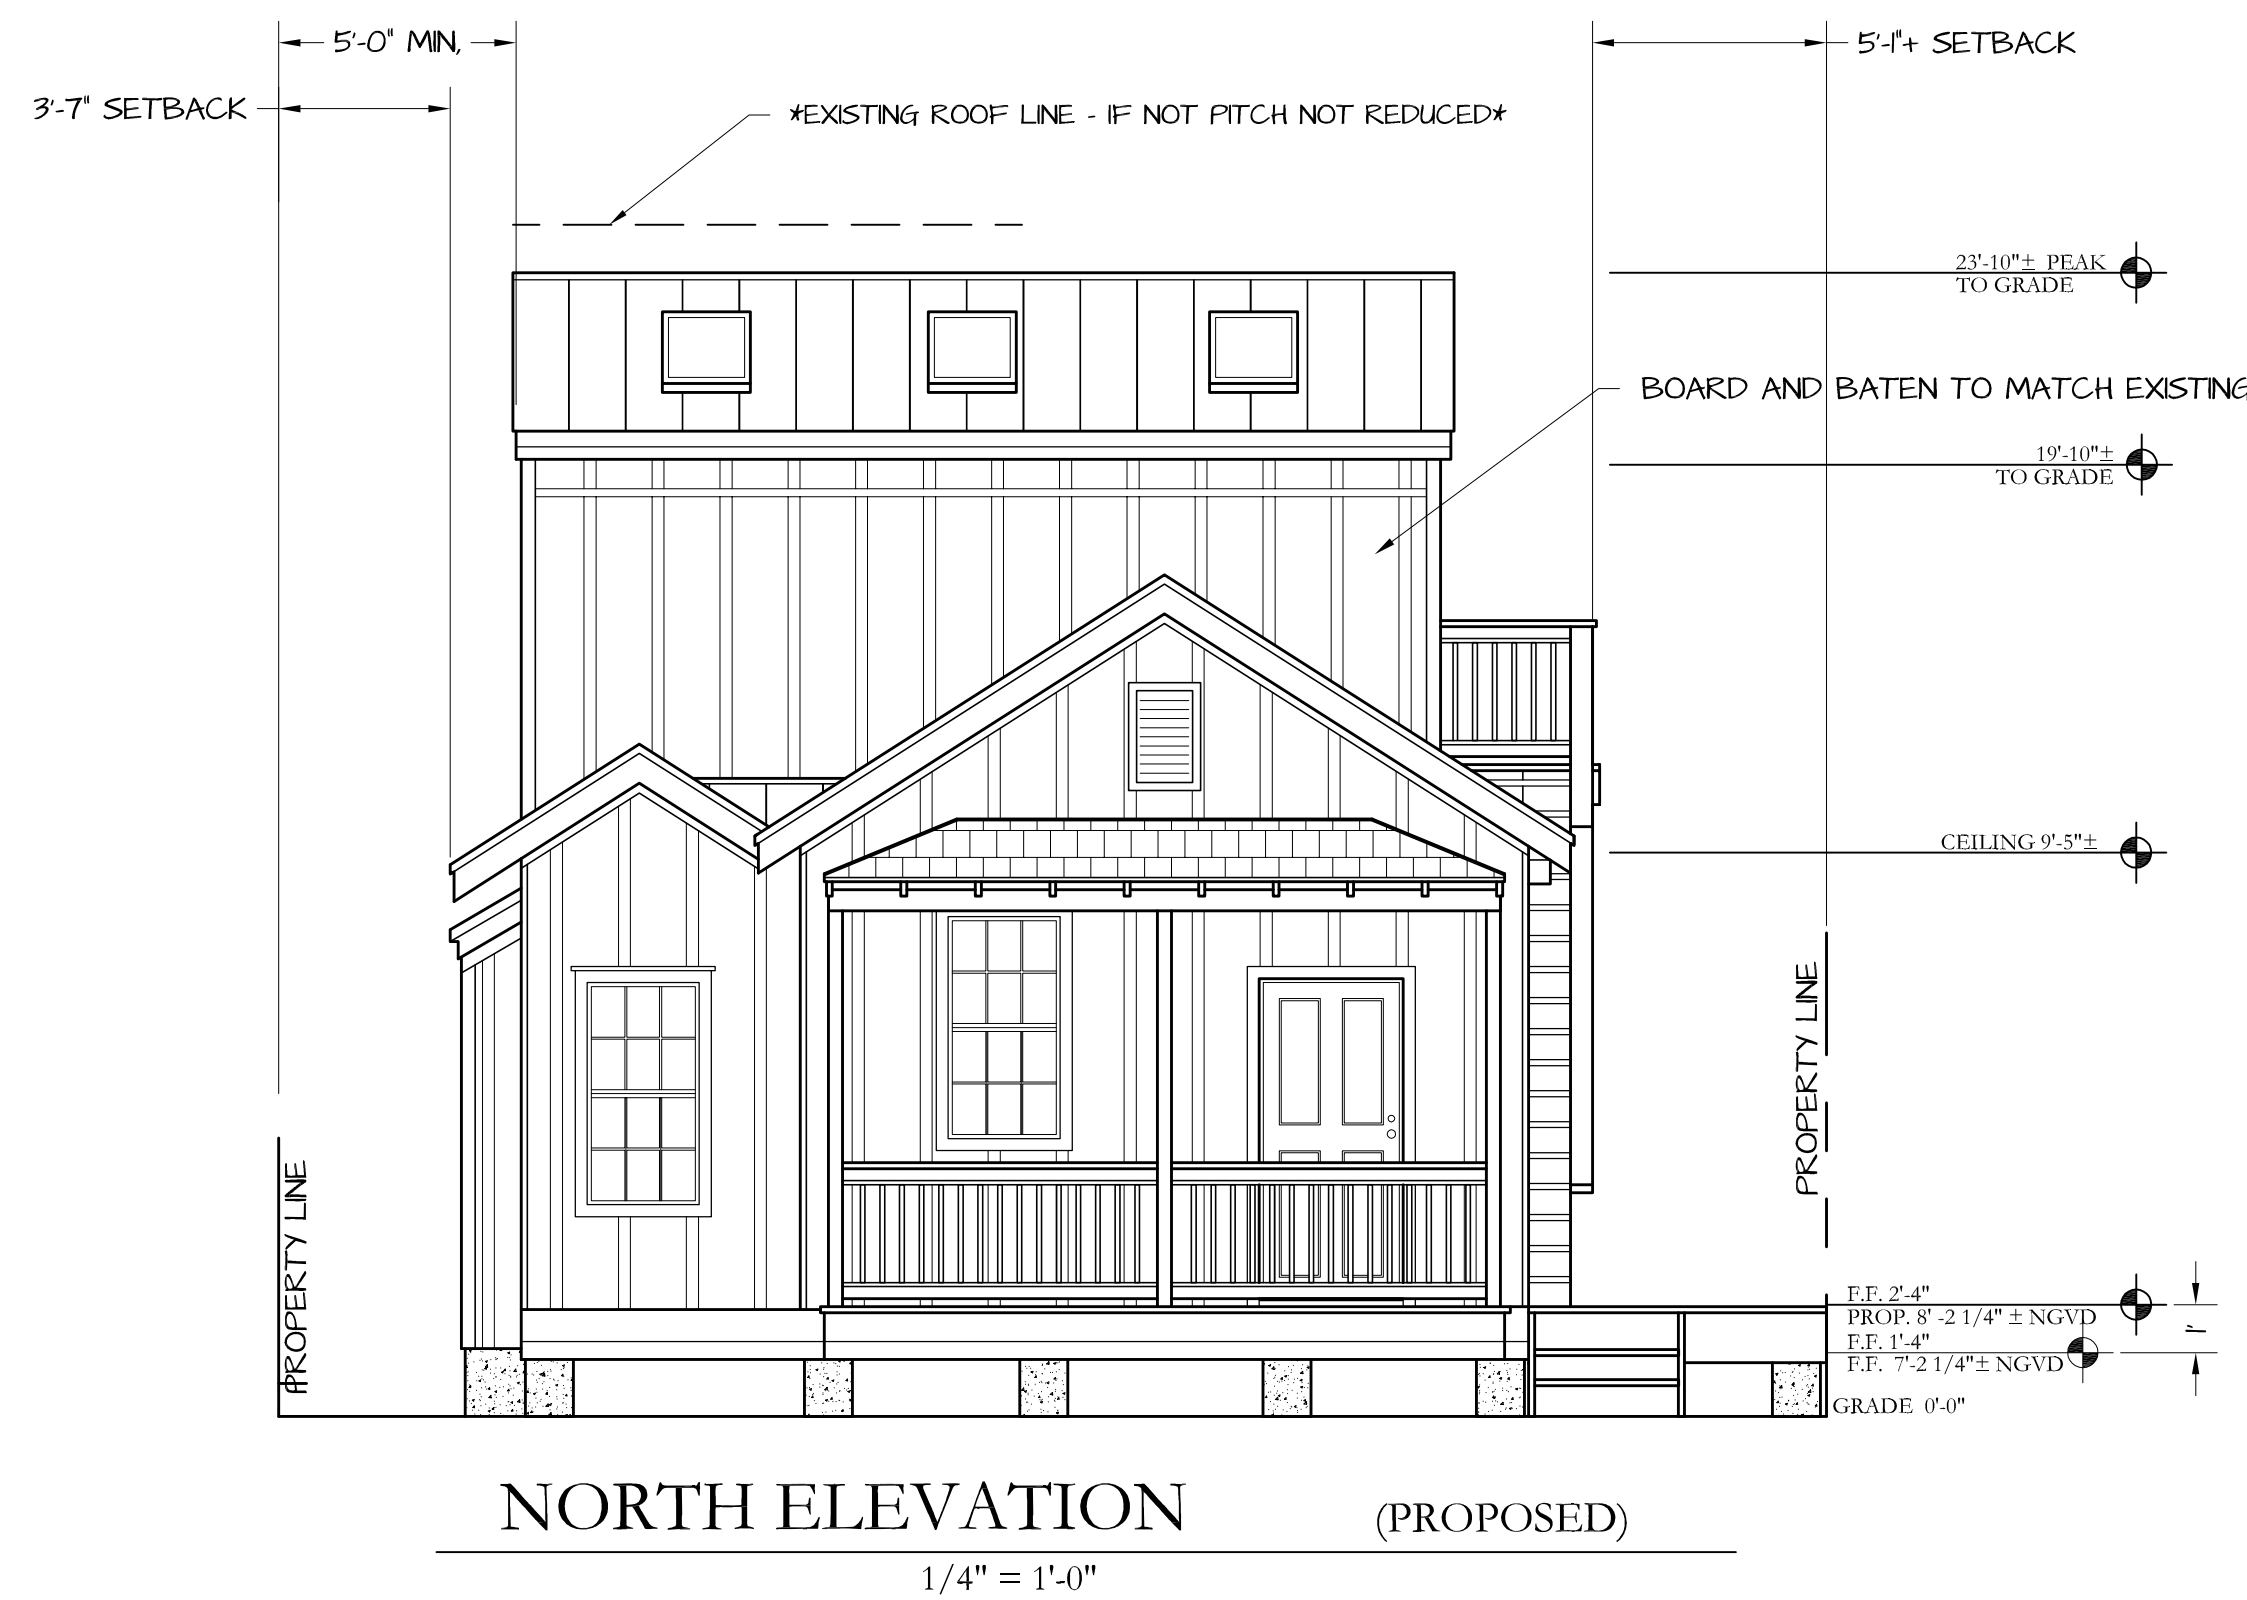 5'-0" MIN,
5'-1"+ SETBACK
3'-7" SETBACK
*EXISTING ROOF LINE - IF NOT PITCH NOT REDUCED*
23'-10"± PEAK
TO GRADE
BOARD AND BATEN TO MATCH EXISTING
19'-10"±
TO GRADE
CEILING 9'-5"±
PROPERTY LINE
PROPERTY LINE
F.F. 2'-4"
PROP. 8' -2 1/4" ± NGVD
1'
F.F. 1'-4"
F.F. 7'-2 1/4"± NGVD
GRADE 0'-0"
NORTH ELEVATION (PROPOSED)
1/4" = 1'-0"